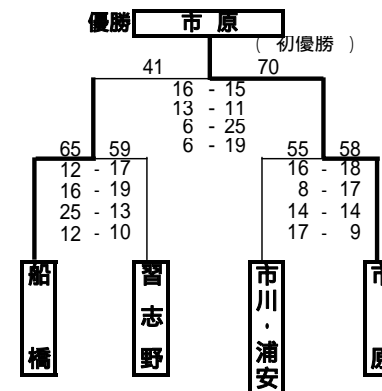 優勝 市原
( 初優勝 )
41 70
16 - 15
13 - 11
6 - 25
6 - 19
65 59 55 58
12 - 17 16 - 18
16 - 19 8 - 17
25 - 13 14 - 14
12 - 10 17 - 9
船橋 習志野 市川・浦安 市原